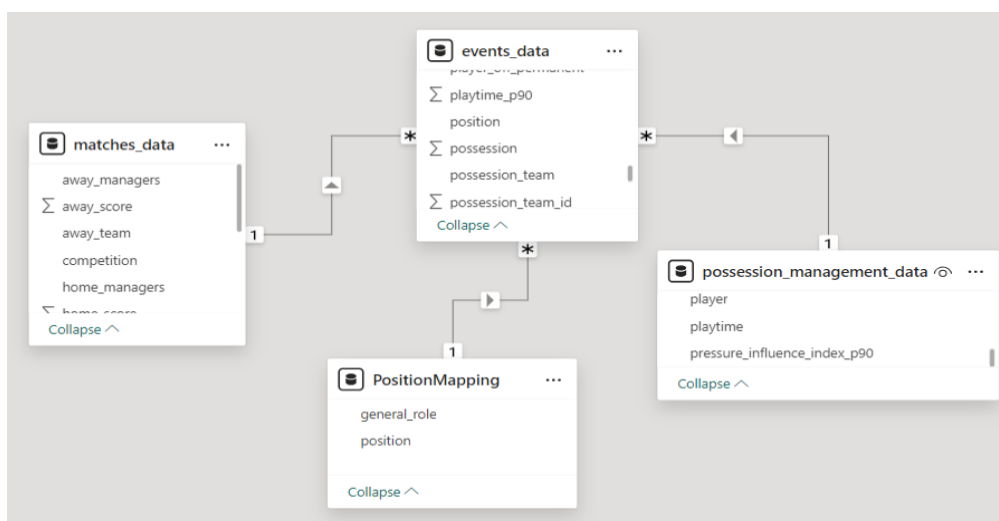 events_data
playtime_p90
position
possession
possession_team
possession_team_id
Collapse
matches_data
away_managers
away_score
away_team
competition
home_managers
home_score
Collapse
*
*
1
*
1
1
possession_management_data
player
playtime
pressure_influence_index_p90
Collapse
PositionMapping
general_role
position
Collapse